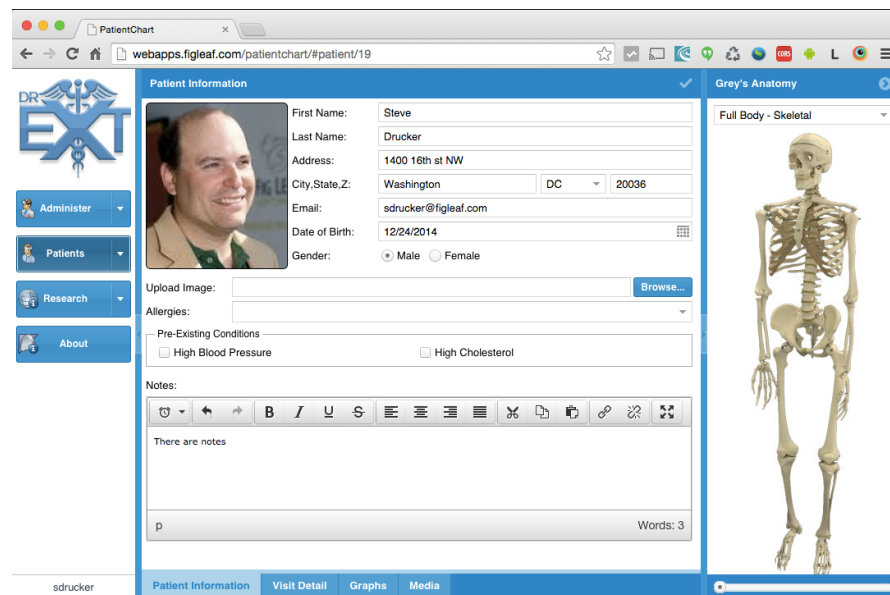 PatientChart
webapps.figleaf.com/patientchart/#patient/19
CORS
L
DR
EXT
Administer
Patients
Research
About
sdrucker
Patient Information
First Name: Steve
Last Name: Drucker
Address: 1400 16th st NW
City,State,Z: Washington DC 20036
Email: sdrucker@figleaf.com
Date of Birth: 12/24/2014
Gender: Male Female
Upload Image: Browse...
Allergies:
Pre-Existing Conditions
High Blood Pressure High Cholesterol
Notes:
B I U S
There are notes
p Words: 3
Patient Information Visit Detail Graphs Media
Grey's Anatomy
Full Body - Skeletal